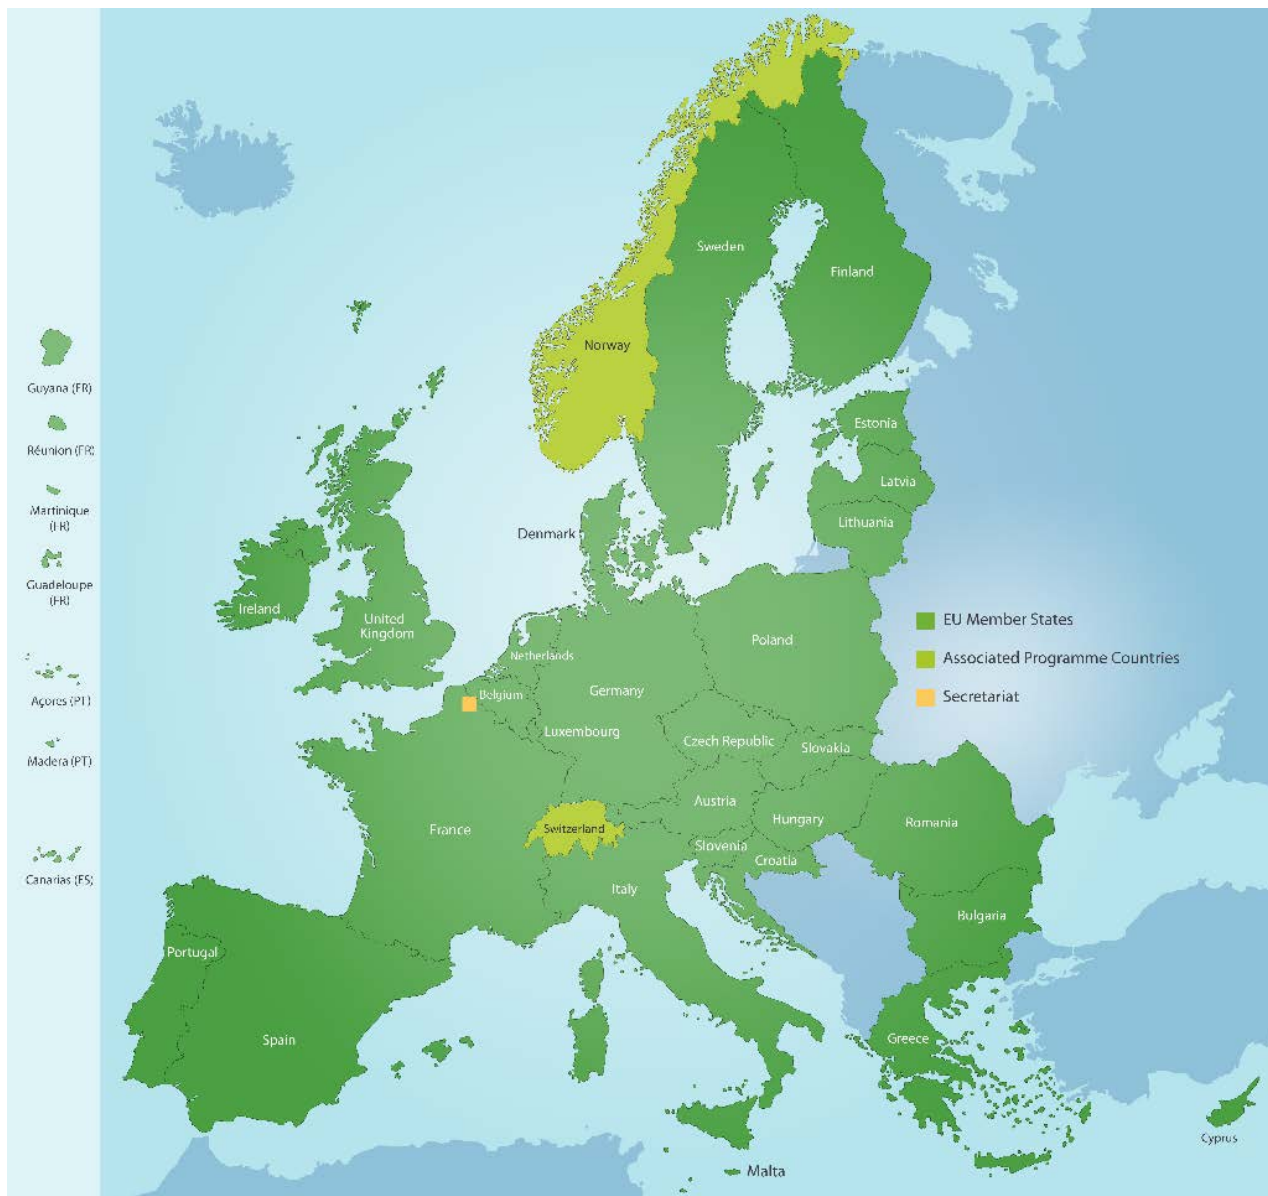 Sweden
Finland
Norway
Guyana (FR)
Estonia
Réunion (FR)
Latvia
Martinique
(FR)
Lithuania
Denmark
Guadeloupe
(FR)
Ireland
United
Kingdom
EU Member States
Poland
Netherlands
Associated Programme Countries
Germany
Belgium
Secretariat
Açores (PT)
Luxembourg
Czech Republic
Slovakia
Madera (PT)
Austria
Hungary
Romania
France
Switzerland
Slovenia
Croatia
Canarias (ES)
Italy
Bulgaria
Portugal
Spain
Greece
Cyprus
Malta